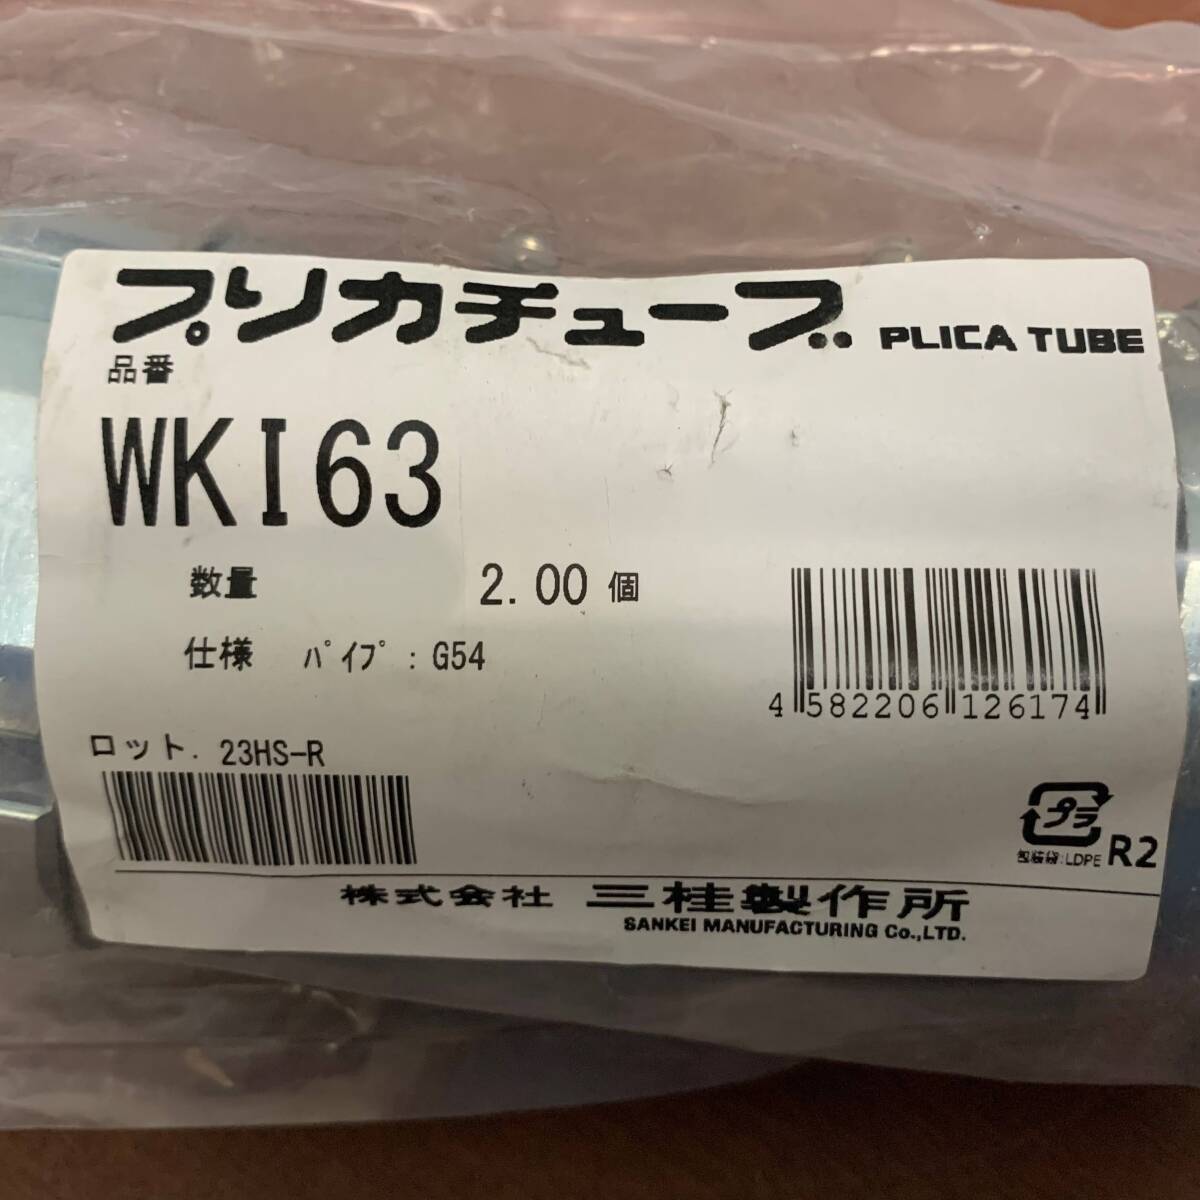 プリカチューブ PLICA TUBE
品番
WKI63
数量 2.00 個
仕様 ﾊﾟｲﾌﾟ : G54
4 582206 126174
ロット. 23HS-R
プラ
包装袋:LDPE R2
株式会社 三桂製作所
SANKEI MANUFACTURING Co.,LTD.